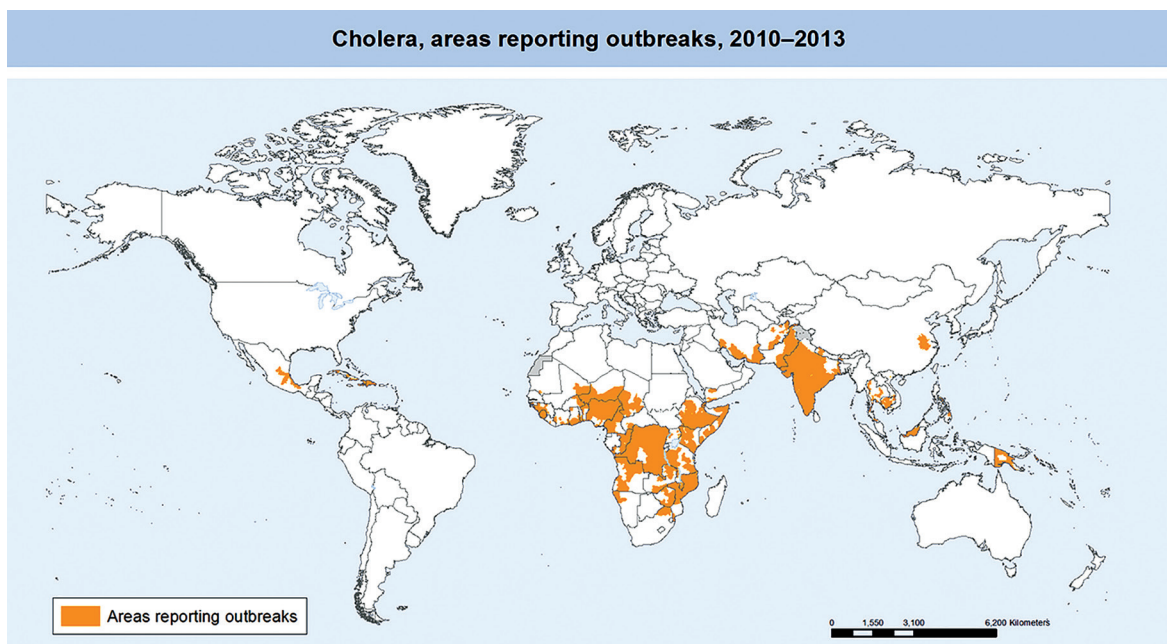 Cholera, areas reporting outbreaks, 2010–2013
Areas reporting outbreaks
0 1,550 3,100 6,200 Kilometers